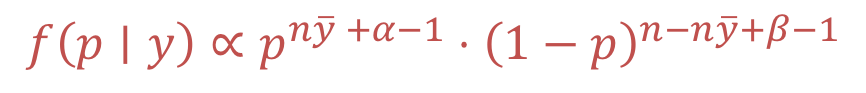 f(p | y) ∝ p^{nȳ +α−1} · (1 − p)^{n−nȳ+β−1}